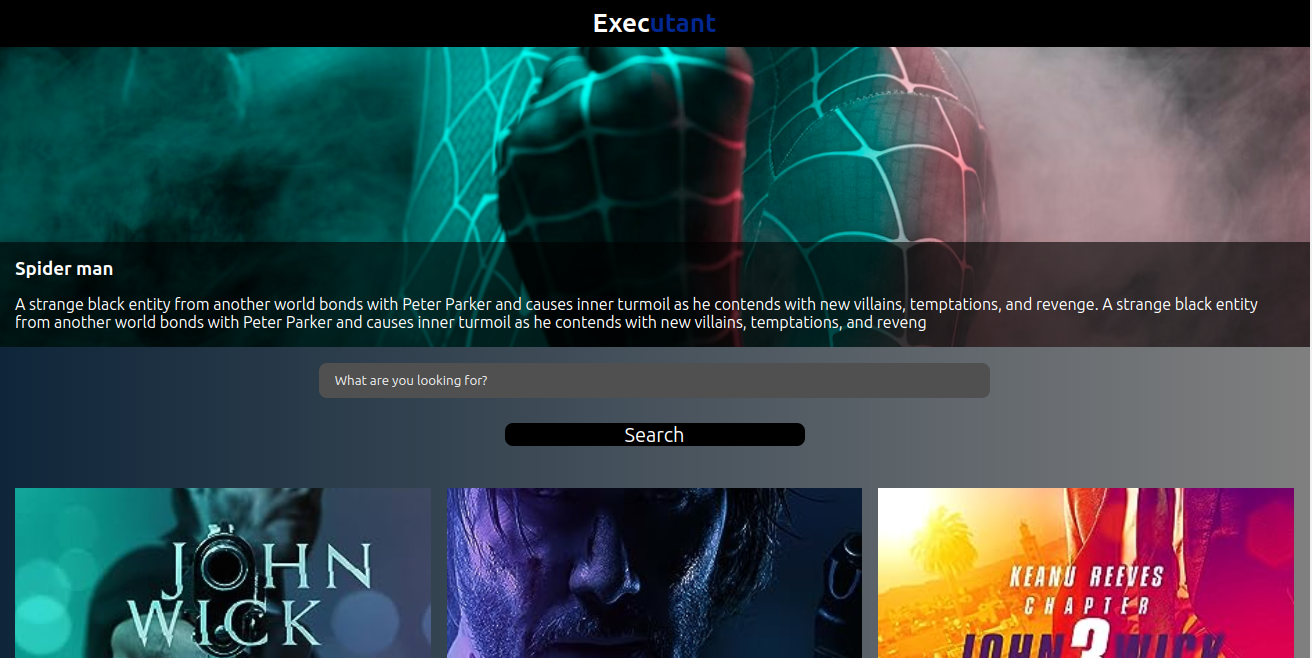 Executant
Spider man
A strange black entity from another world bonds with Peter Parker and causes inner turmoil as he contends with new villains, temptations, and revenge. A strange black entity
from another world bonds with Peter Parker and causes inner turmoil as he contends with new villains, temptations, and reveng
What are you looking for?
Search
JOHN
WICK
KEANU REEVES
CHAPTER
JOHN 3 WICK